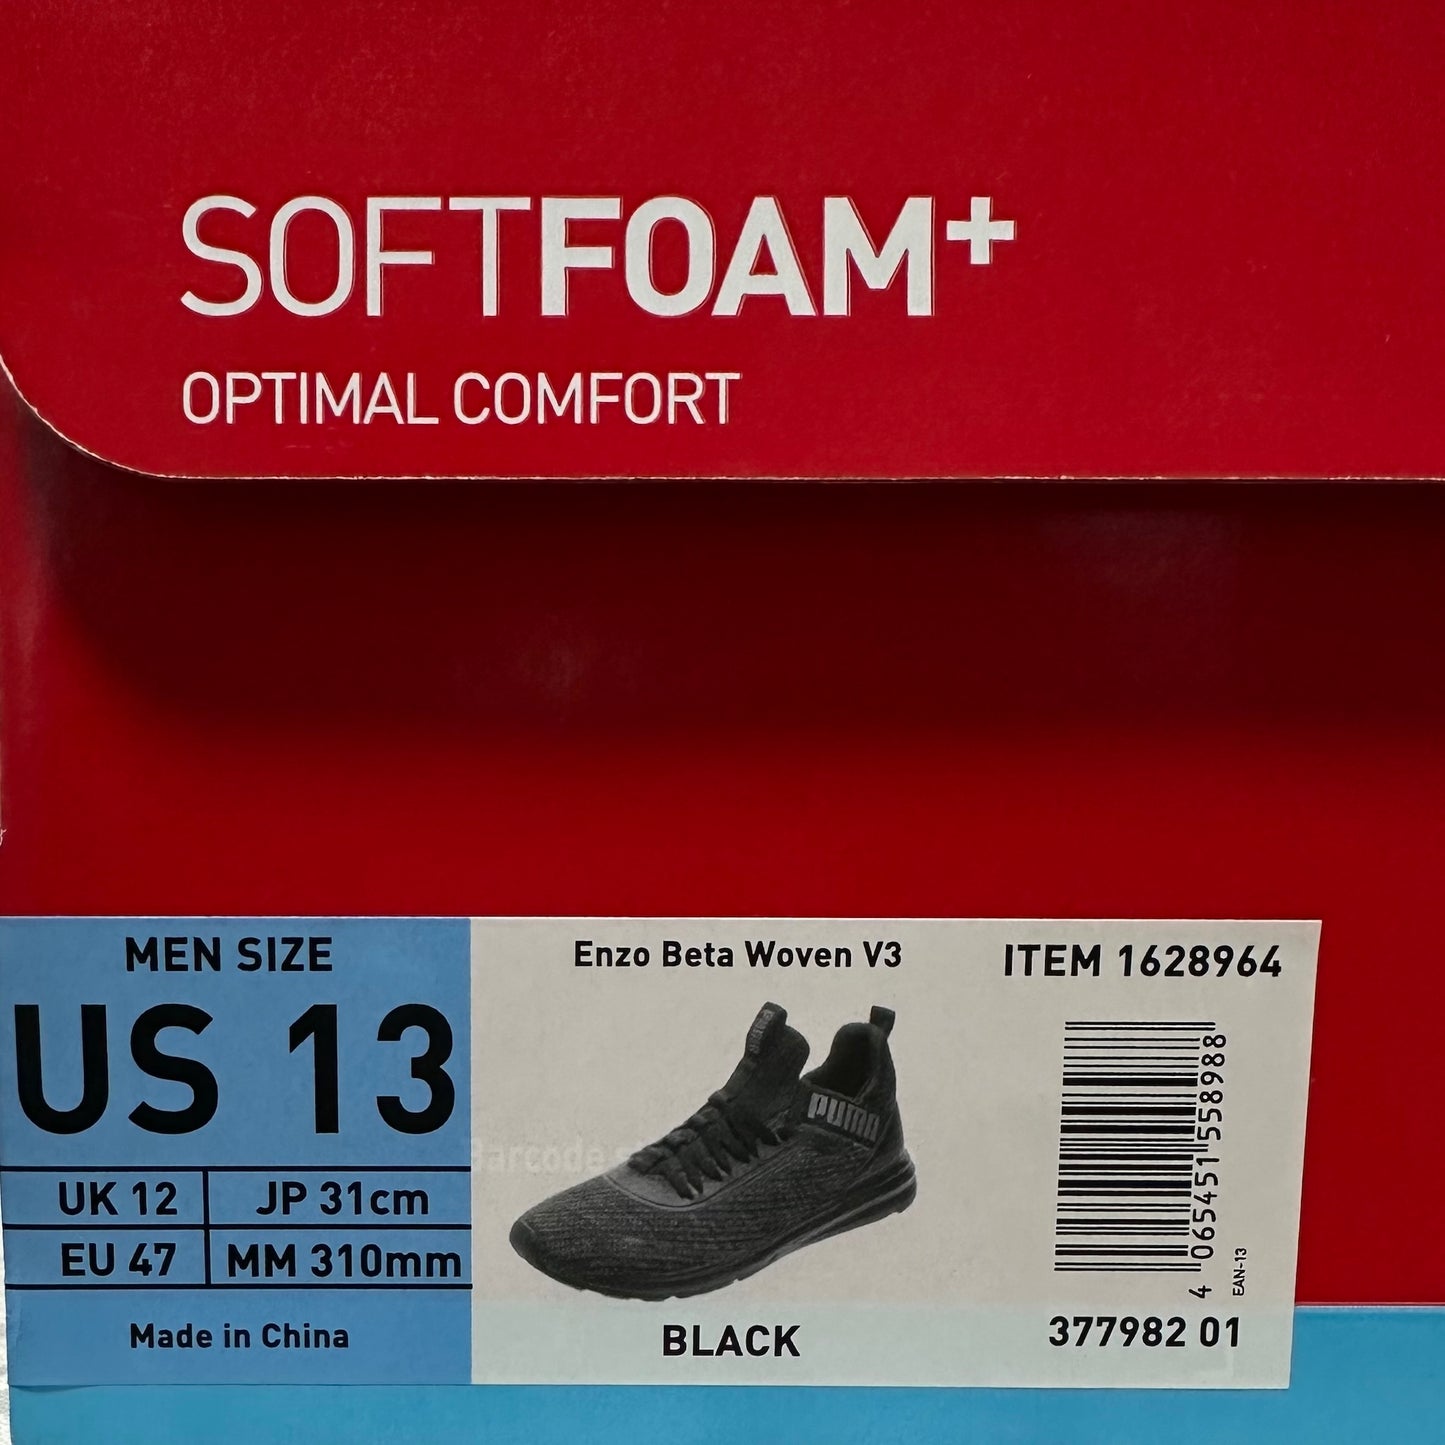 SOFTFOAM+
OPTIMAL COMFORT
MEN SIZE
US 13
UK 12
JP 31cm
EU 47
MM 310mm
Made in China
Enzo Beta Woven V3
PUMA
PUMA
BLACK
ITEM 1628964
4 065451 558988
EAN-13
377982 01